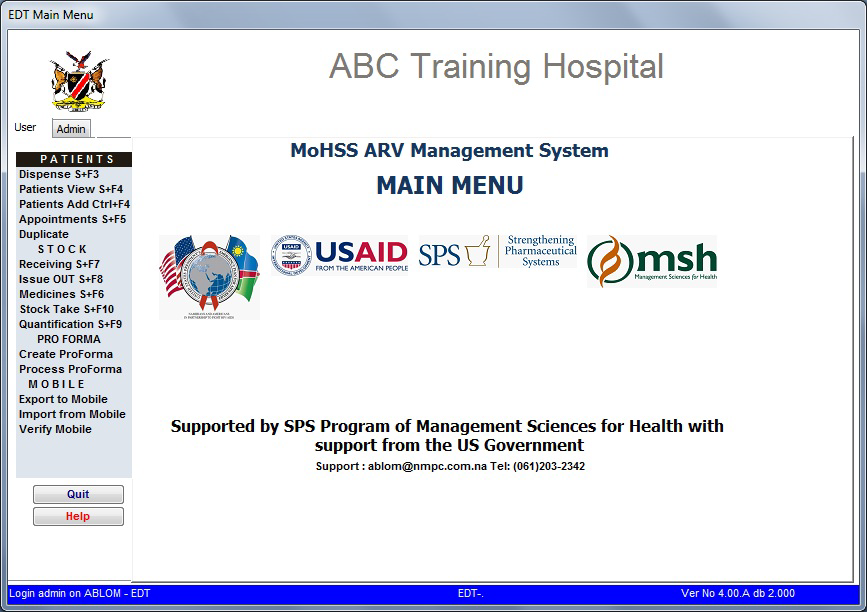 EDT Main Menu
ABC Training Hospital
User
Admin
MoHSS ARV Management System
MAIN MENU
PATIENTS
Dispense S+F3
Patients View S+F4
Patients Add Ctrl+F4
Appointments S+F5
Duplicate
STOCK
Receiving S+F7
Issue OUT S+F8
Medicines S+F6
Stock Take S+F10
Quantification S+F9
PRO FORMA
Create ProForma
Process ProForma
MOBILE
Export to Mobile
Import from Mobile
Verify Mobile
Quit
Help
USAID
USAID
FROM THE AMERICAN PEOPLE
SPS
Strengthening
Pharmaceutical
Systems
msh
Management Sciences for Health
Supported by SPS Program of Management Sciences for Health with
support from the US Government
Support : ablom@nmpc.com.na Tel: (061)203-2342
Login admin on ABLOM - EDT
EDT-.
Ver No 4.00.A db 2.000